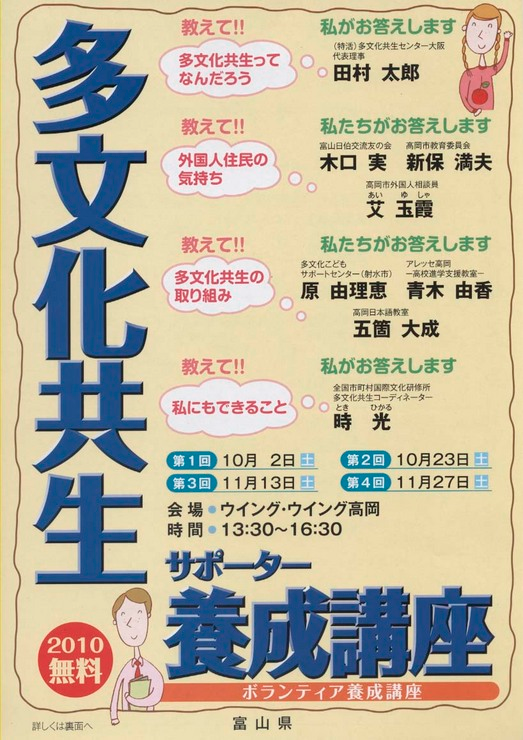 多文化共生
教えて!!
多文化共生って
なんだろう
私がお答えします
（特活）多文化共生センター大阪
代表理事
田村 太郎
教えて!!
外国人住民の
気持ち
私たちがお答えします
富山日伯交流友の会
木口 実
高岡市教育委員会
新保 満夫
高岡市外国人相談員
あい ゆ しゃ
艾 玉霞
教えて!!
多文化共生の
取り組み
私たちがお答えします
多文化こども
サポートセンター（射水市）
原 由理恵
アレッセ高岡
―高校進学支援教室―
青木 由香
高岡日本語教室
五箇 大成
教えて!!
私にもできること
私がお答えします
全国市町村国際文化研修所
多文化共生コーディネーター
とき ひかる
時 光
第1回 10月 2日 土
第2回 10月23日 土
第3回 11月13日 土
第4回 11月27日 土
会場 ● ウイング・ウイング高岡
時間 ● 13:30～16:30
サポーター
養成講座
ボランティア養成講座
2010
無料
詳しくは裏面へ
富山県